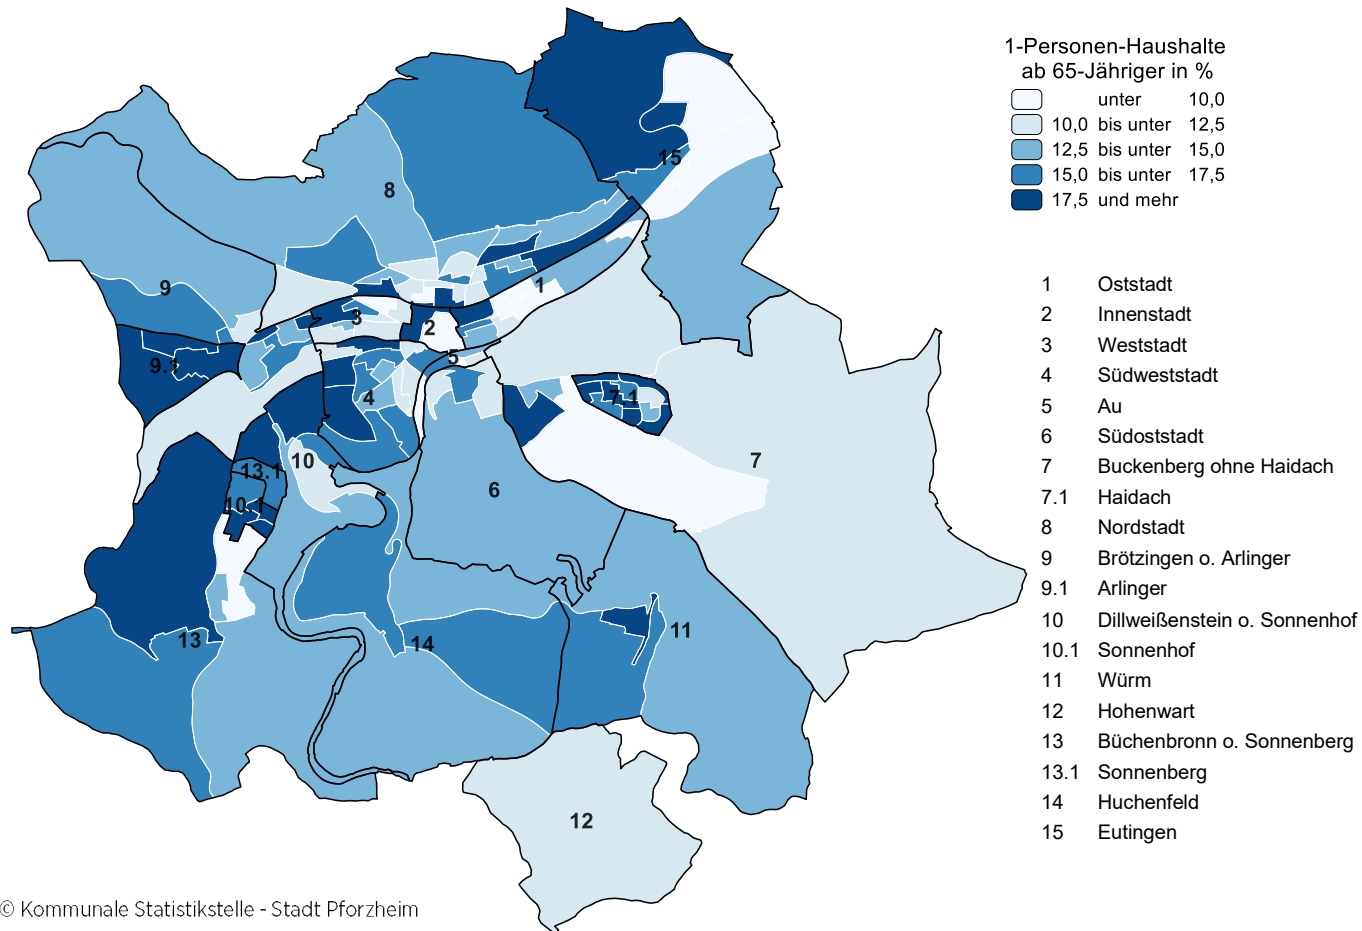 1-Personen-Haushalte
ab 65-Jähriger in %
unter 10,0
10,0 bis unter 12,5
12,5 bis unter 15,0
15,0 bis unter 17,5
17,5 und mehr
15
8
9
1
3
2
9.1
5
4
7.1
10
13.1
7
6
10.1
13
14
11
12
1 Oststadt
2 Innenstadt
3 Weststadt
4 Südweststadt
5 Au
6 Südoststadt
7 Buckenberg ohne Haidach
7.1 Haidach
8 Nordstadt
9 Brötzingen o. Arlinger
9.1 Arlinger
10 Dillweißenstein o. Sonnenhof
10.1 Sonnenhof
11 Würm
12 Hohenwart
13 Büchenbronn o. Sonnenberg
13.1 Sonnenberg
14 Huchenfeld
15 Eutingen
© Kommunale Statistikstelle - Stadt Pforzheim